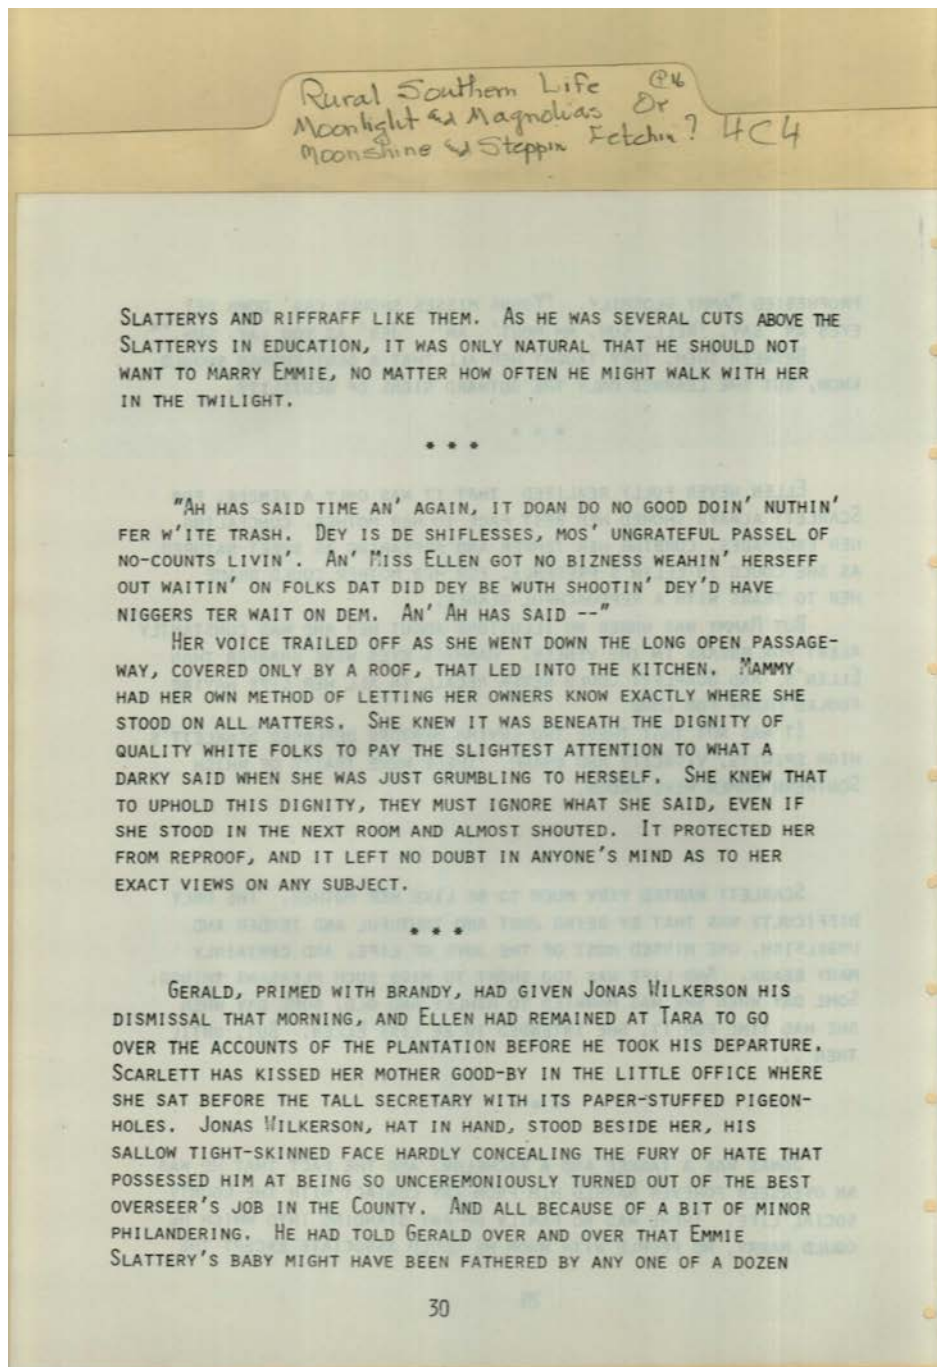 Rural Southern Life
Moonlight & Magnolias Or
Moonshine & Steppin Fetchin? 4C4
Slatterys and riffraff like them. As he was several cuts above the
Slatterys in education, it was only natural that he should not
want to marry Emmie, no matter how often he might walk with her
in the twilight.
* * *
"Ah has said time an' again, it doan do no good doin' nuthin'
fer w'ite trash. Dey is de shiflesses, mos' ungrateful passel of
no-counts livin'. An' Miss Ellen got no bizness weahin' herseff
out waitin' on folks dat did dey be wuth shootin' dey'd have
niggers ter wait on dem. An' Ah has said --"
Her voice trailed off as she went down the long open passage-
way, covered only by a roof, that led into the kitchen. Mammy
had her own method of letting her owners know exactly where she
stood on all matters. She knew it was beneath the dignity of
quality white folks to pay the slightest attention to what a
darky said when she was just grumbling to herself. She knew that
to uphold this dignity, they must ignore what she said, even if
she stood in the next room and almost shouted. It protected her
from reproof, and it left no doubt in anyone's mind as to her
exact views on any subject.
* * *
Gerald, primed with brandy, had given Jonas Wilkerson his
dismissal that morning, and Ellen had remained at Tara to go
over the accounts of the plantation before he took his departure.
Scarlett has kissed her mother good-by in the little office where
she sat before the tall secretary with its paper-stuffed pigeon-
holes. Jonas Wilkerson, hat in hand, stood beside her, his
sallow tight-skinned face hardly concealing the fury of hate that
possessed him at being so unceremoniously turned out of the best
overseer's job in the County. And all because of a bit of minor
philandering. He had told Gerald over and over that Emmie
Slattery's baby might have been fathered by any one of a dozen
30